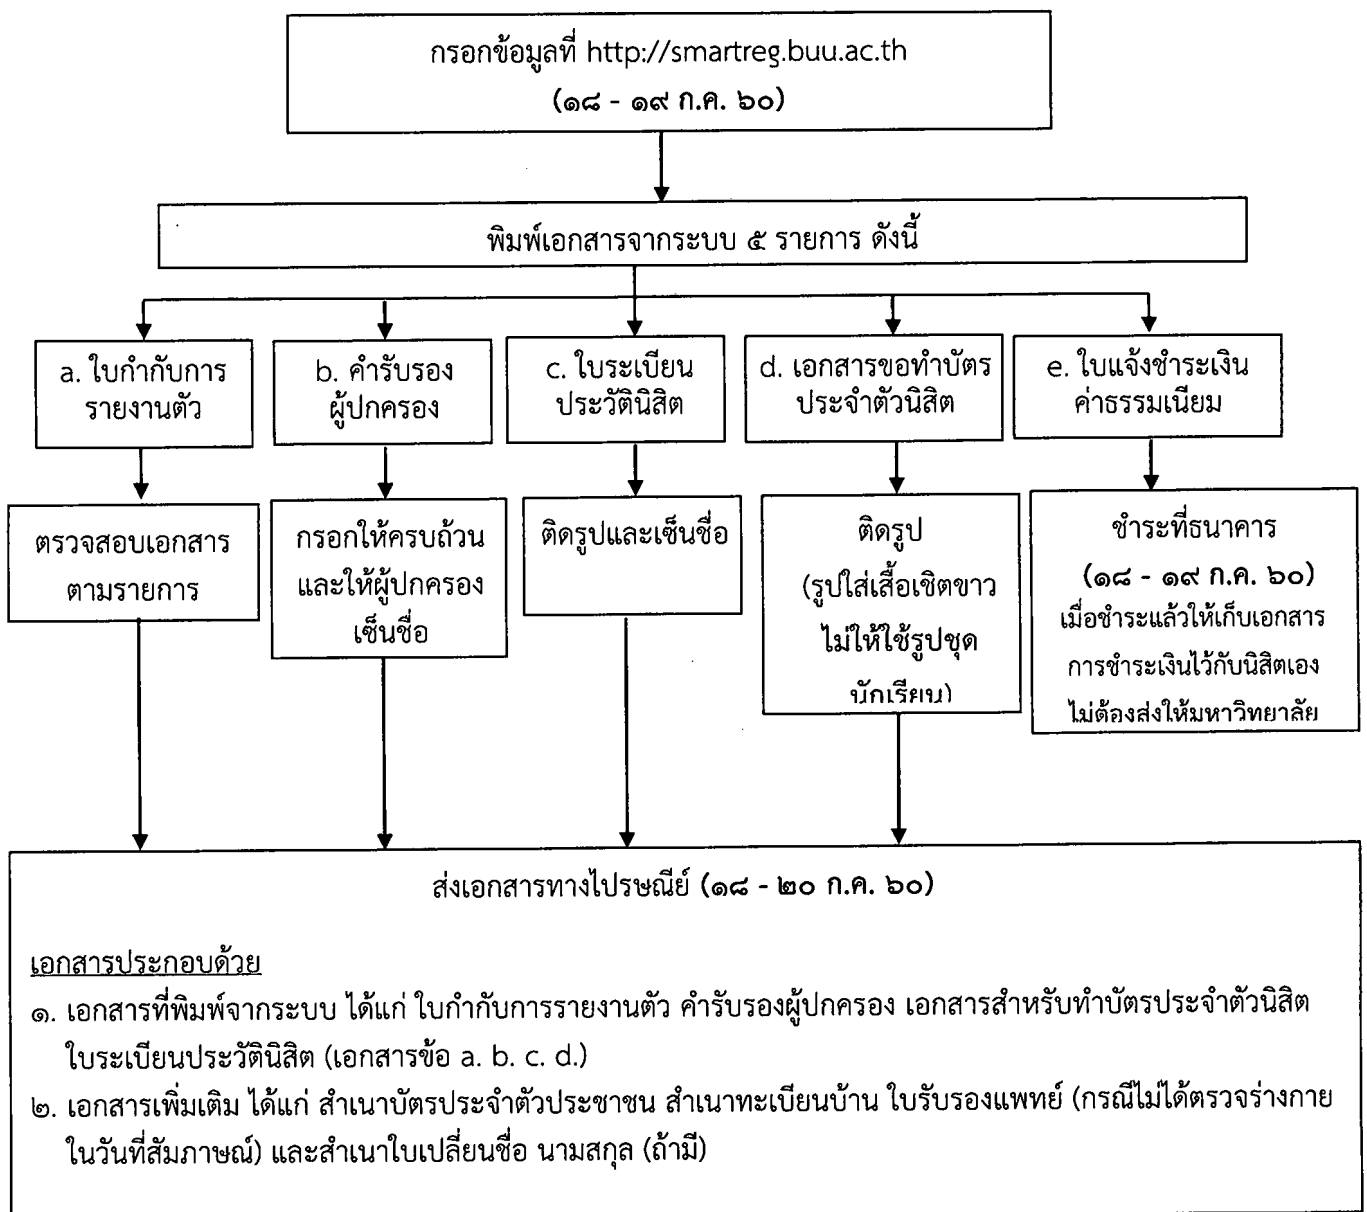 กรอกข้อมูลที่ http://smartreg.buu.ac.th
(๑๘ - ๑๙ ก.ค. ๖๐)
พิมพ์เอกสารจากระบบ ๕ รายการ ดังนี้
a. ใบกำกับการ
รายงานตัว
b. คำรับรอง
ผู้ปกครอง
c. ใบระเบียน
ประวัตินิสิต
d. เอกสารขอทำบัตร
ประจำตัวนิสิต
e. ใบแจ้งชำระเงิน
ค่าธรรมเนียม
ตรวจสอบเอกสาร
ตามรายการ
กรอกให้ครบถ้วน
และให้ผู้ปกครอง
เซ็นชื่อ
ติดรูปและเซ็นชื่อ
ติดรูป
(รูปใส่เสื้อเชิตขาว
ไม่ให้ใช้รูปชุด
นักเรียน)
ชำระที่ธนาคาร
(๑๘ - ๑๙ ก.ค. ๖๐)
เมื่อชำระแล้วให้เก็บเอกสาร
การชำระเงินไว้กับนิสิตเอง
ไม่ต้องส่งให้มหาวิทยาลัย
ส่งเอกสารทางไปรษณีย์ (๑๘ - ๒๐ ก.ค. ๖๐)
เอกสารประกอบด้วย
๑. เอกสารที่พิมพ์จากระบบ ได้แก่ ใบกำกับการรายงานตัว คำรับรองผู้ปกครอง เอกสารสำหรับทำบัตรประจำตัวนิสิต
ใบระเบียนประวัตินิสิต (เอกสารข้อ a. b. c. d.)
๒. เอกสารเพิ่มเติม ได้แก่ สำเนาบัตรประจำตัวประชาชน สำเนาทะเบียนบ้าน ใบรับรองแพทย์ (กรณีไม่ได้ตรวจร่างกาย
ในวันที่สัมภาษณ์) และสำเนาใบเปลี่ยนชื่อ นามสกุล (ถ้ามี)